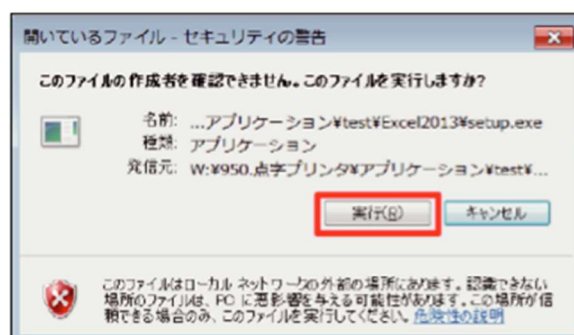 開いているファイル - セキュリティの警告
このファイルの作成者を確認できません。このファイルを実行しますか?
名前: ...アプリケーション¥test¥Excel2013¥setup.exe
種類: アプリケーション
発信元: W:¥950.点字プリンタ¥アプリケーション¥test¥...
実行(R) キャンセル
このファイルはローカル ネットワークの外部の場所にあります。認識できない
場所のファイルは、PC に悪影響を与える可能性があります。この場所が信
頼できる場合のみ、このファイルを実行してください。危険性の説明